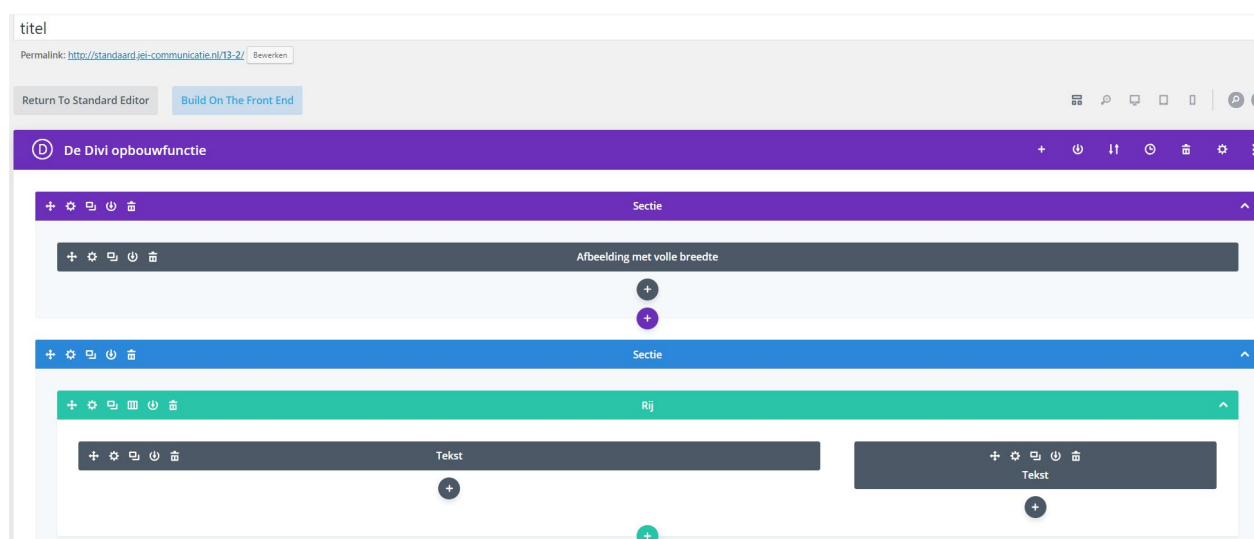 titel
Permalink: http://standaard.jei-communicatie.nl/13-2/ Bewerken
Return To Standard Editor Build On The Front End
D De Divi opbouwfunctie
Sectie
Afbeelding met volle breedte
Sectie
Rij
Tekst
Tekst